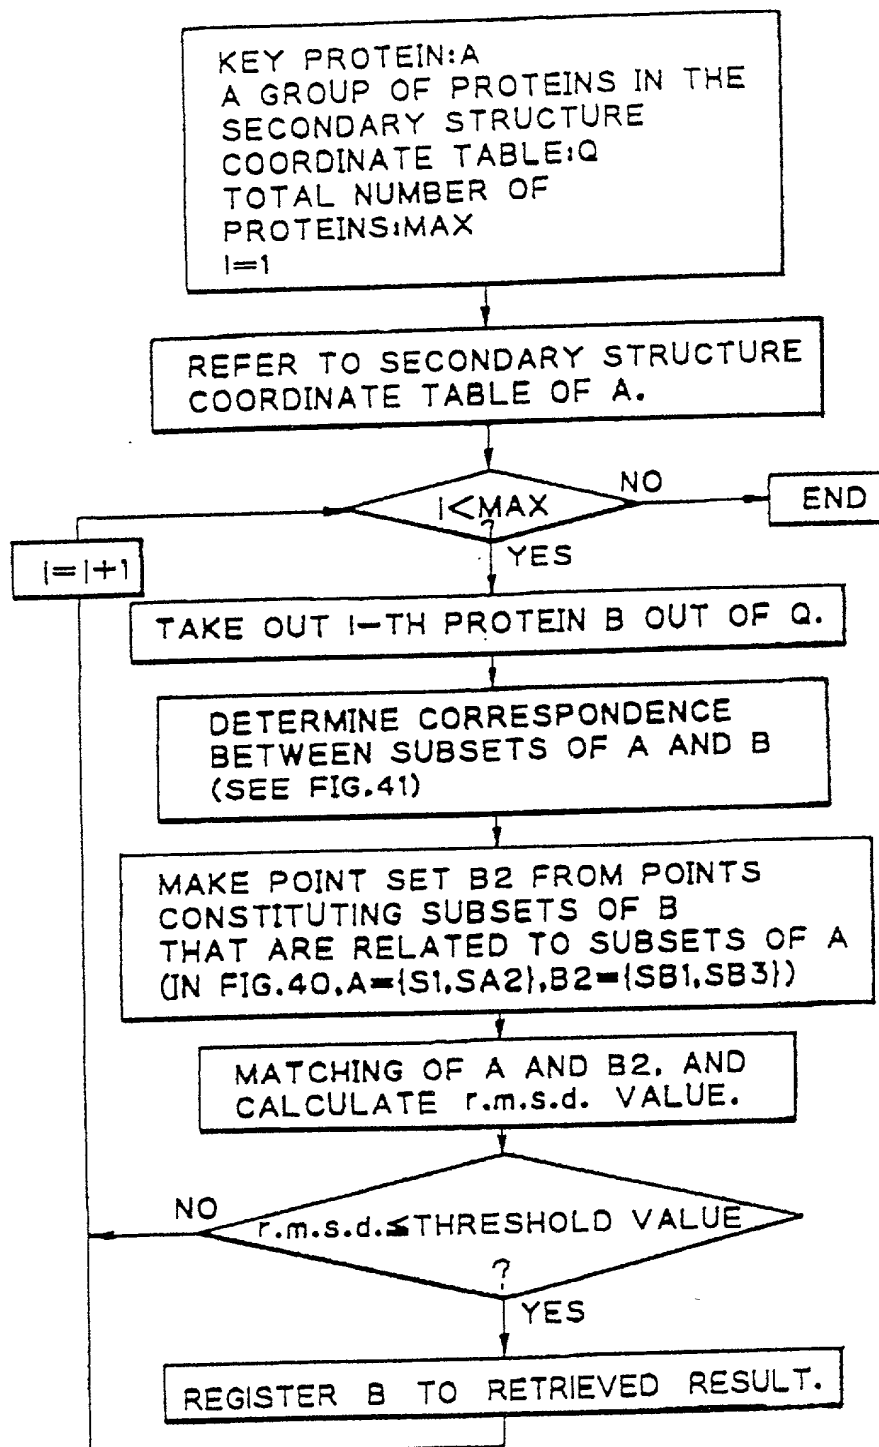 KEY PROTEIN:A
A GROUP OF PROTEINS IN THE
SECONDARY STRUCTURE
COORDINATE TABLE:Q
TOTAL NUMBER OF
PROTEINS:MAX
I=1
REFER TO SECONDARY STRUCTURE
COORDINATE TABLE OF A.
I<MAX
?
NO
END
YES
I=I+1
TAKE OUT I-TH PROTEIN B OUT OF Q.
DETERMINE CORRESPONDENCE
BETWEEN SUBSETS OF A AND B
(SEE FIG.41)
MAKE POINT SET B2 FROM POINTS
CONSTITUTING SUBSETS OF B
THAT ARE RELATED TO SUBSETS OF A
(IN FIG.40.A={S1.SA2}.B2={SB1.SB3})
MATCHING OF A AND B2. AND
CALCULATE r.m.s.d. VALUE.
NO
r.m.s.d.≦THRESHOLD VALUE
?
YES
REGISTER B TO RETRIEVED RESULT.